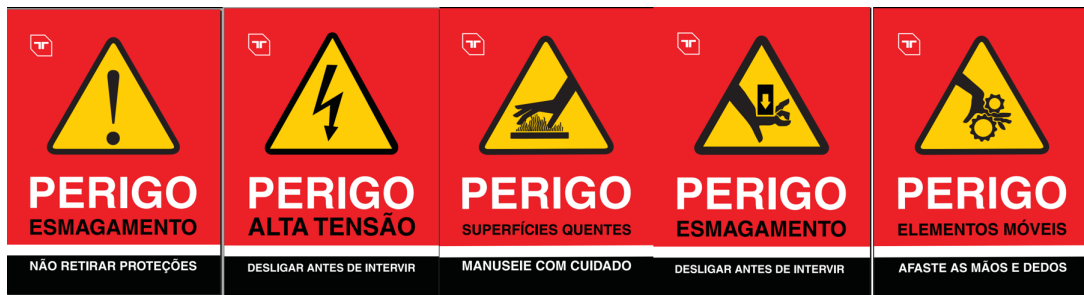 PERIGO
ESMAGAMENTO
NÃO RETIRAR PROTEÇÕES
PERIGO
ALTA TENSÃO
DESLIGAR ANTES DE INTERVIR
PERIGO
SUPERFÍCIES QUENTES
MANUSEIE COM CUIDADO
PERIGO
ESMAGAMENTO
DESLIGAR ANTES DE INTERVIR
PERIGO
ELEMENTOS MÓVEIS
AFASTE AS MÃOS E DEDOS